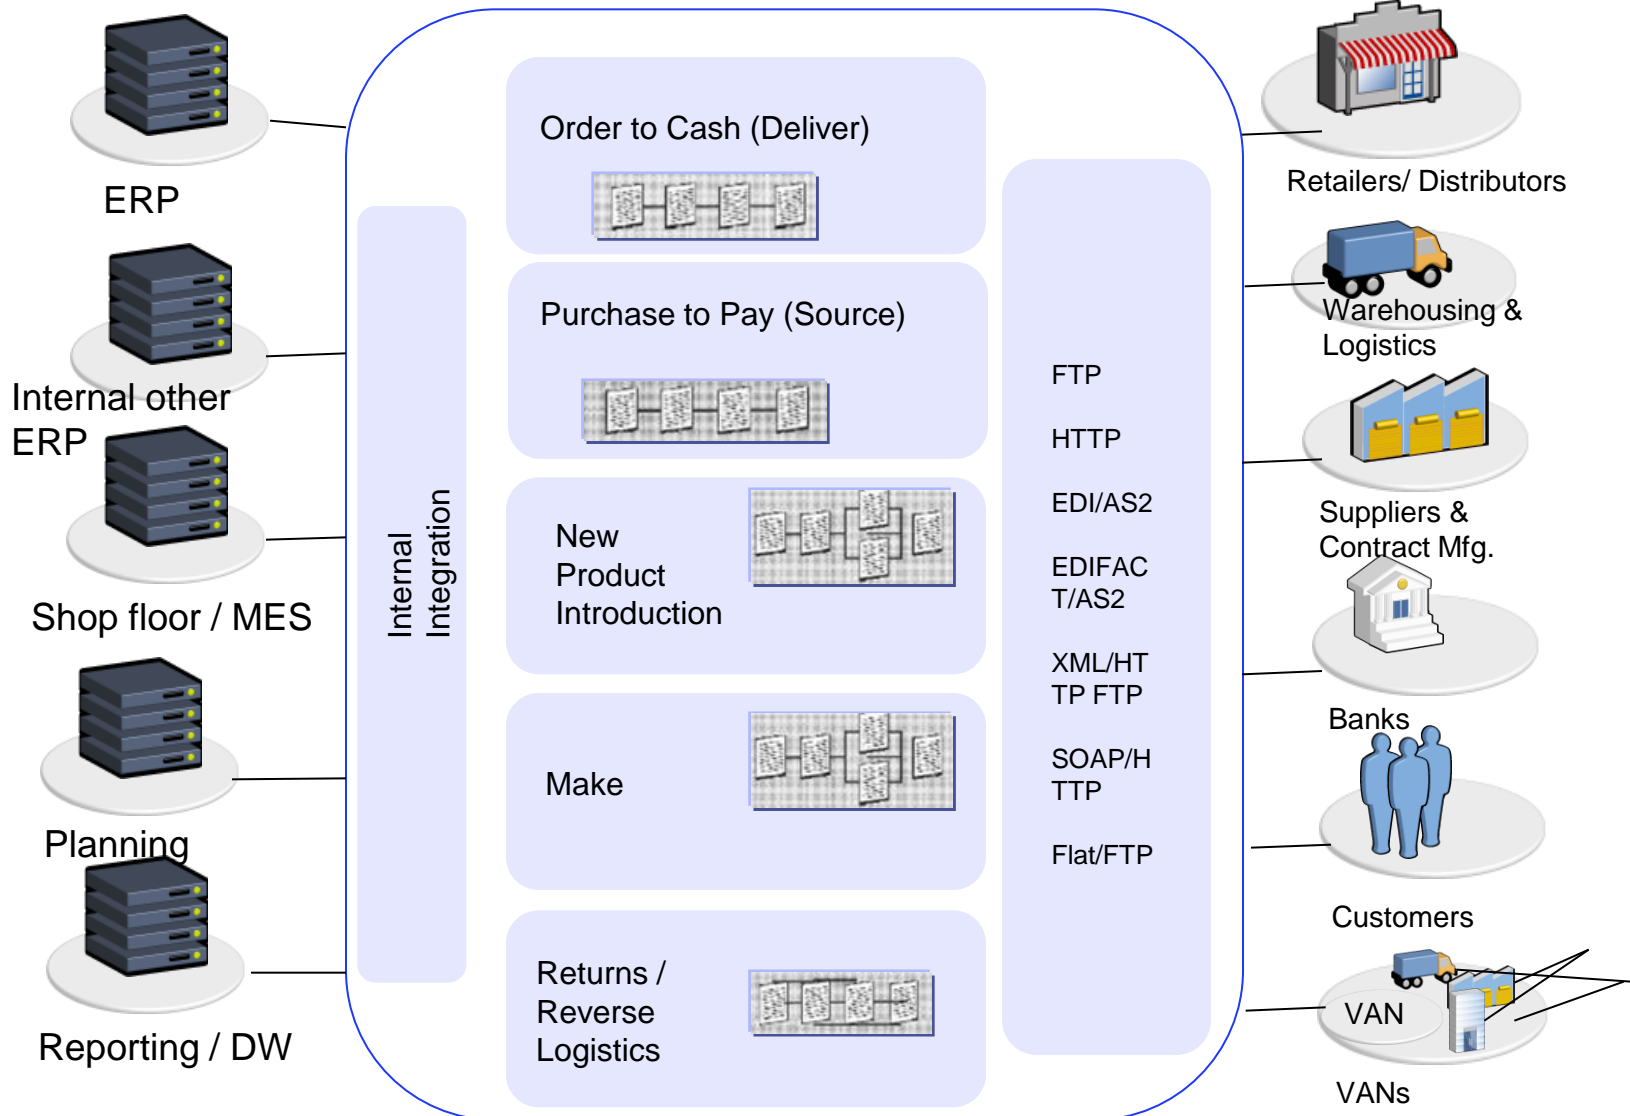 ERP
Internal other
ERP
Shop floor / MES
Planning
Reporting / DW
Internal
Integration
Order to Cash (Deliver)
Purchase to Pay (Source)
New
Product
Introduction
Make
Returns /
Reverse
Logistics
FTP
HTTP
EDI/AS2
EDIFAC
T/AS2
XML/HT
TP FTP
SOAP/H
TTP
Flat/FTP
Retailers/ Distributors
Warehousing &
Logistics
Suppliers &
Contract Mfg.
Banks
Customers
VAN
VANs